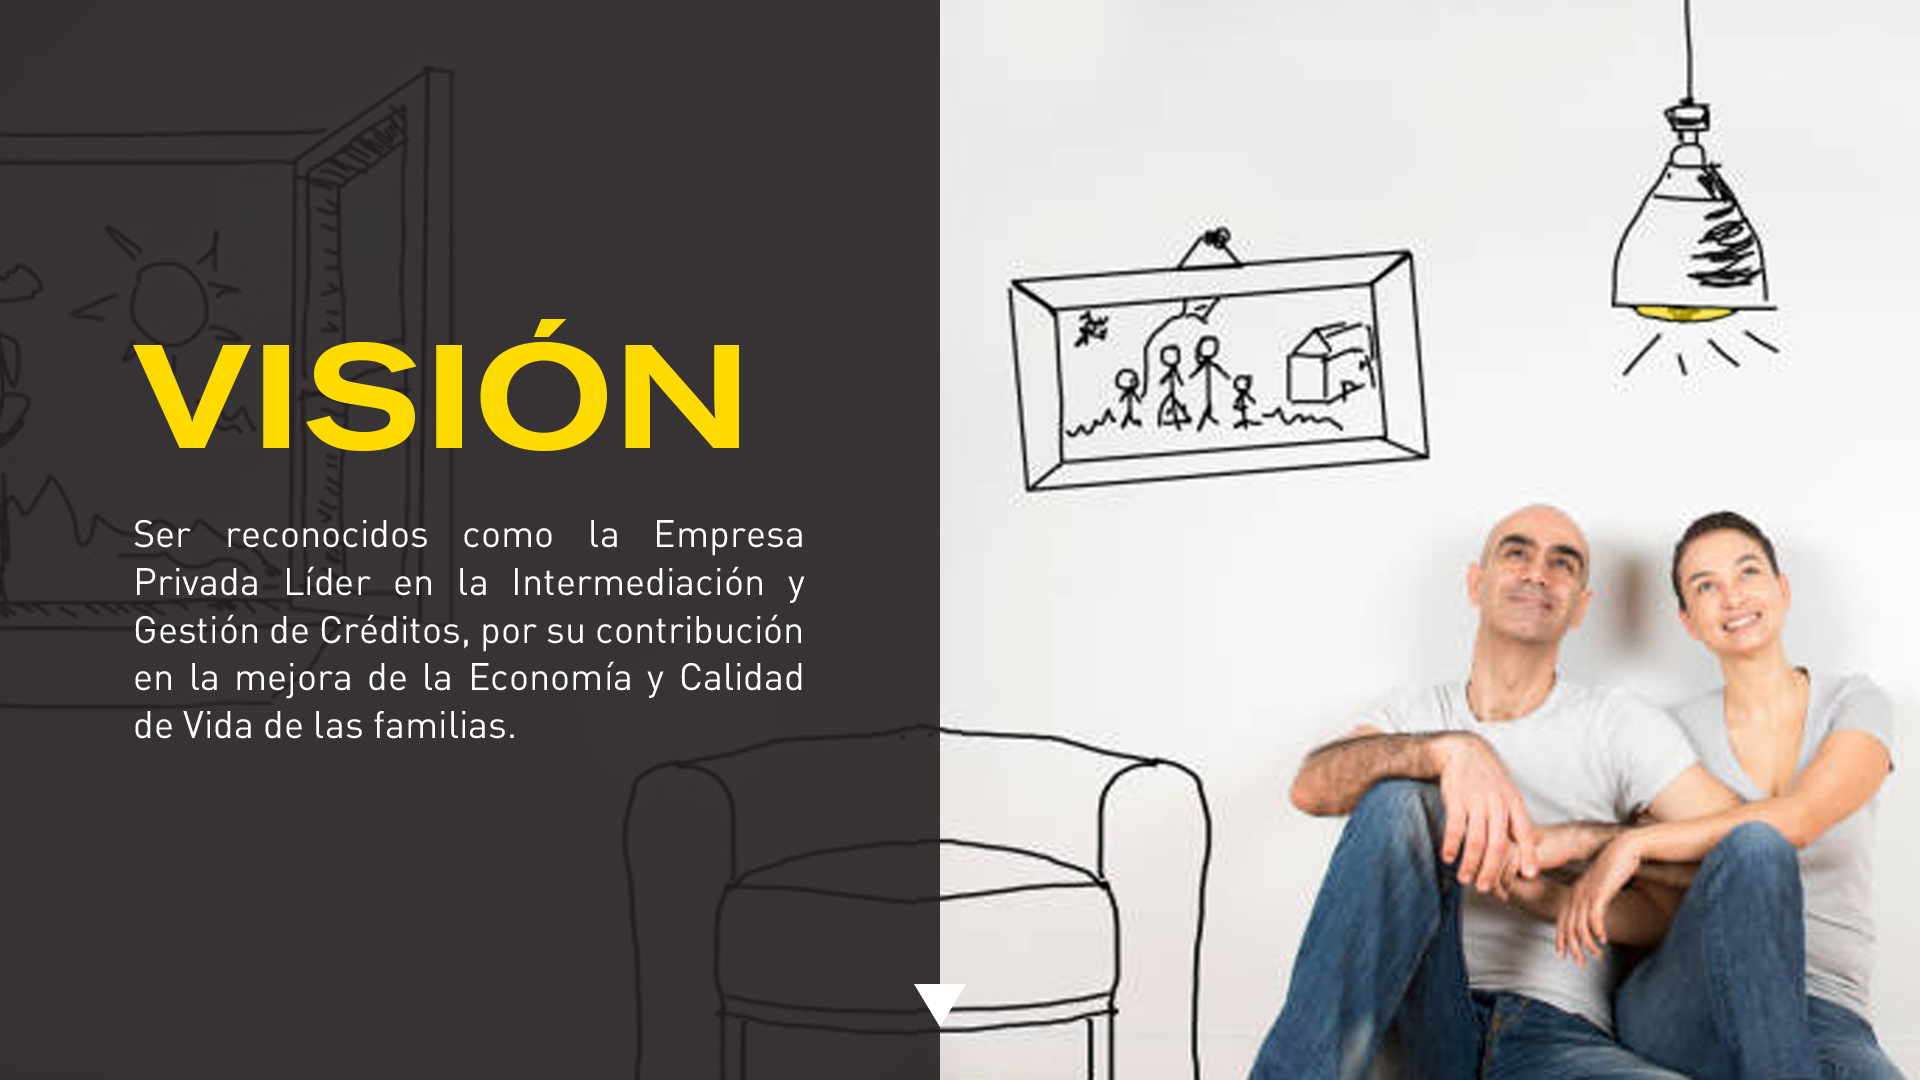 VISIÓN
Ser reconocidos como la Empresa
Privada Líder en la Intermediación y
Gestión de Créditos, por su contribución
en la mejora de la Economía y Calidad
de Vida de las familias.